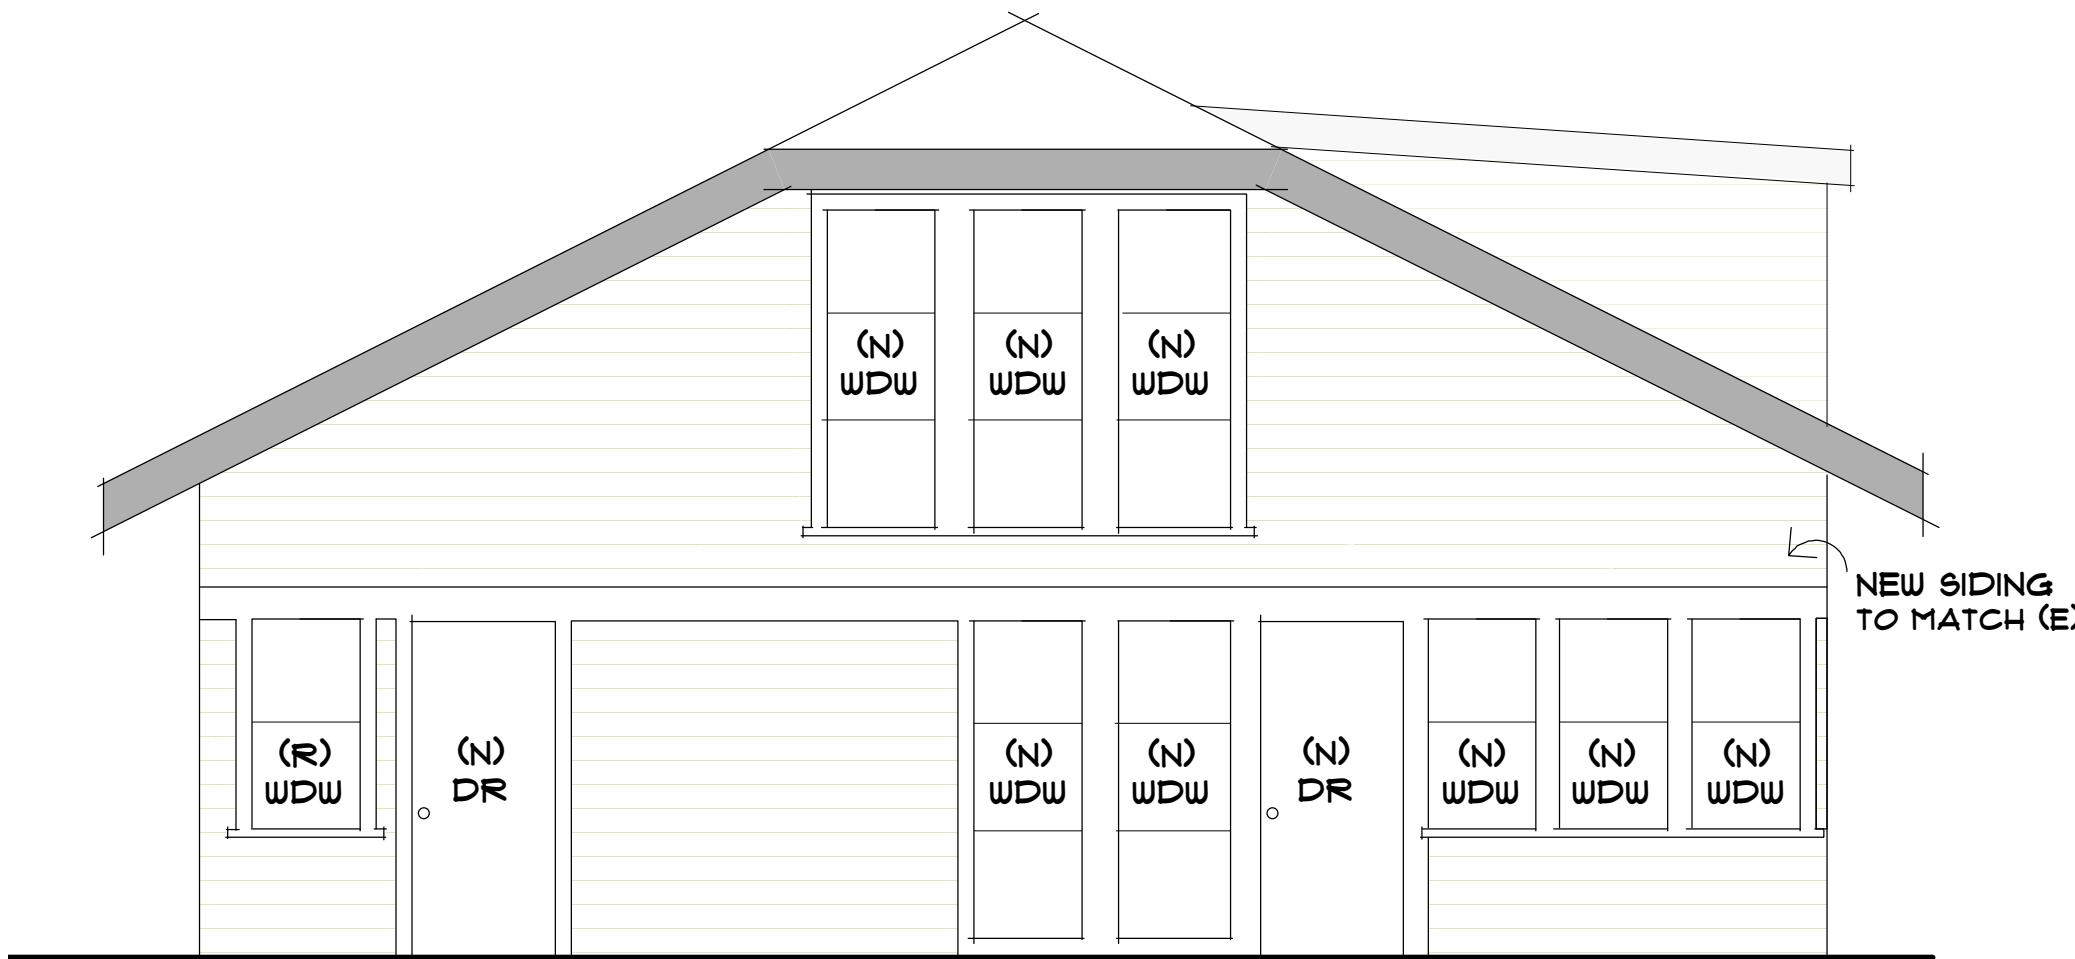 (N)
WDW
(N)
WDW
(N)
WDW
NEW SIDING
TO MATCH (E)
(R)
WDW
(N)
DR
(N)
WDW
(N)
WDW
(N)
DR
(N)
WDW
(N)
WDW
(N)
WDW